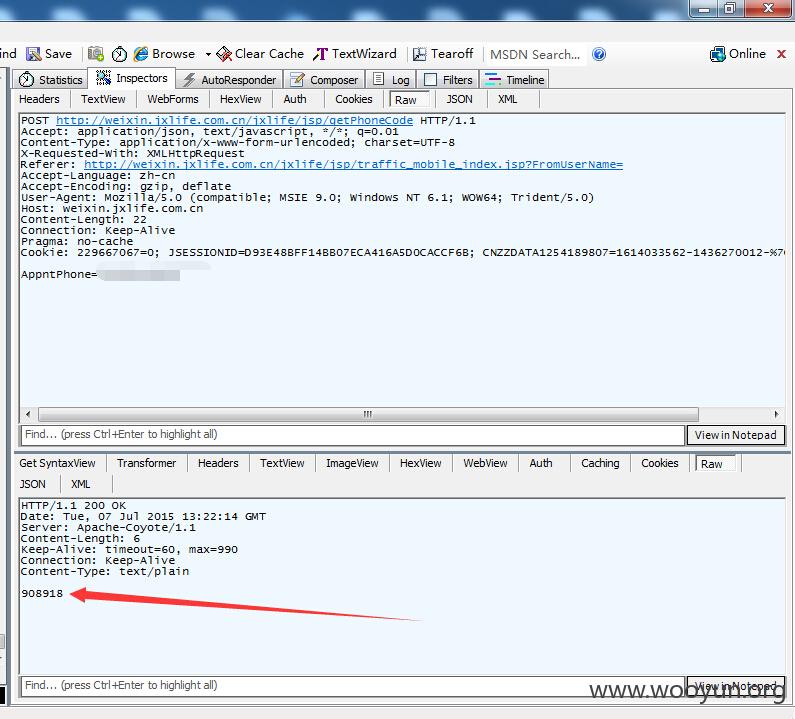 ind Save Browse Clear Cache TextWizard Tearoff MSDN Search... Online
Statistics Inspectors AutoResponder Composer Log Filters Timeline
Headers TextView WebForms HexView Auth Cookies Raw JSON XML
POST http://weixin.jxlife.com.cn/jxlife/jsp/getPhoneCode HTTP/1.1
Accept: application/json, text/javascript, */*; q=0.01
Content-Type: application/x-www-form-urlencoded; charset=UTF-8
X-Requested-With: XMLHttpRequest
Referer: http://weixin.jxlife.com.cn/jxlife/jsp/traffic_mobile_index.jsp?FromUserName=
Accept-Language: zh-cn
Accept-Encoding: gzip, deflate
User-Agent: Mozilla/5.0 (compatible; MSIE 9.0; Windows NT 6.1; WOW64; Trident/5.0)
Host: weixin.jxlife.com.cn
Content-Length: 22
Connection: Keep-Alive
Pragma: no-cache
Cookie: 229667067=0; JSESSIONID=D93E48BFF14BB07ECA416A5D0CACCF6B; CNZZDATA1254189807=1614033562-1436270012-%7
AppntPhone=
Find... (press Ctrl+Enter to highlight all) View in Notepad
Get SyntaxView Transformer Headers TextView ImageView HexView WebView Auth Caching Cookies Raw
JSON XML
HTTP/1.1 200 OK
Date: Tue, 07 Jul 2015 13:22:14 GMT
Server: Apache-Coyote/1.1
Content-Length: 6
Keep-Alive: timeout=60, max=990
Connection: Keep-Alive
Content-Type: text/plain
908918
Find... (press Ctrl+Enter to highlight all) View in Notepad
www.wooyun.org